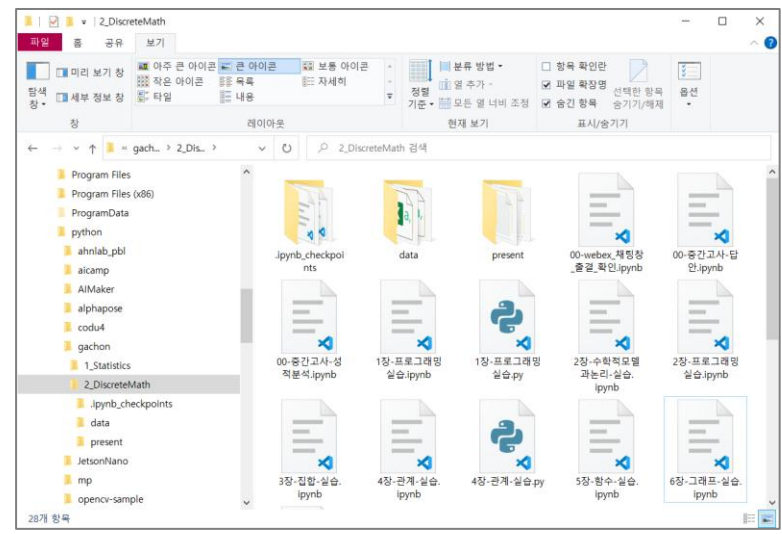 2_DiscreteMath
파일 홈 공유 보기
탐색
창
미리 보기 창
세부 정보 창
창
아주 큰 아이콘 큰 아이콘 보통 아이콘
작은 아이콘 목록 자세히
타일 내용
레이아웃
정렬
기준
분류 방법
열 추가
모든 열 너비 조정
현재 보기
항목 확인란
파일 확장명
숨긴 항목
선택한 항목
숨기기/해제
표시/숨기기
옵션
« gach... > 2_Dis... >
2_DiscreteMath 검색
Program Files
Program Files (x86)
ProgramData
python
ahnlab_pbl
aicamp
AIMaker
alphapose
codu4
gachon
1_Statistics
2_DiscreteMath
.ipynb_checkpoints
data
present
JetsonNano
mp
opencv-sample
.ipynb_checkpoi
nts
data
present
00-webex_채팅창
_출결_확인.ipynb
00-중간고사-답
안.ipynb
00-중간고사-성
적분석.ipynb
1장-프로그래밍
실습.ipynb
1장-프로그래밍
실습.py
2장-수학적모델
과논리-실습.
ipynb
2장-프로그래밍
실습.ipynb
3장-집합-실습.
ipynb
4장-관계-실습.
ipynb
4장-관계-실습.py
5장-함수-실습.
ipynb
6장-그래프-실습.
ipynb
28개 항목